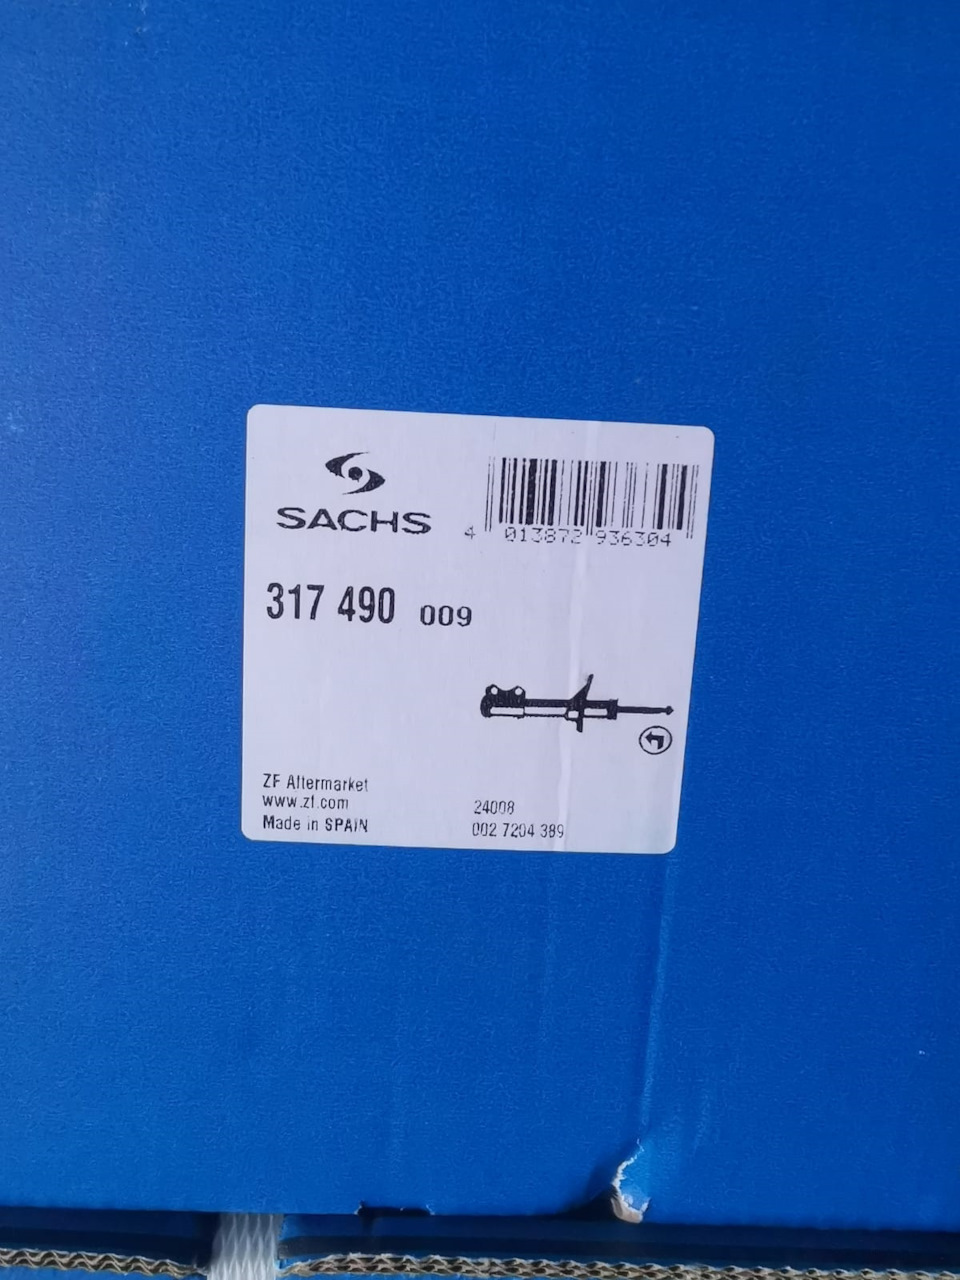 SACHS
4 013872 936304
317 490 009
ZF Aftermarket
www.zf.com
Made in SPAIN
24008
002 7204 389